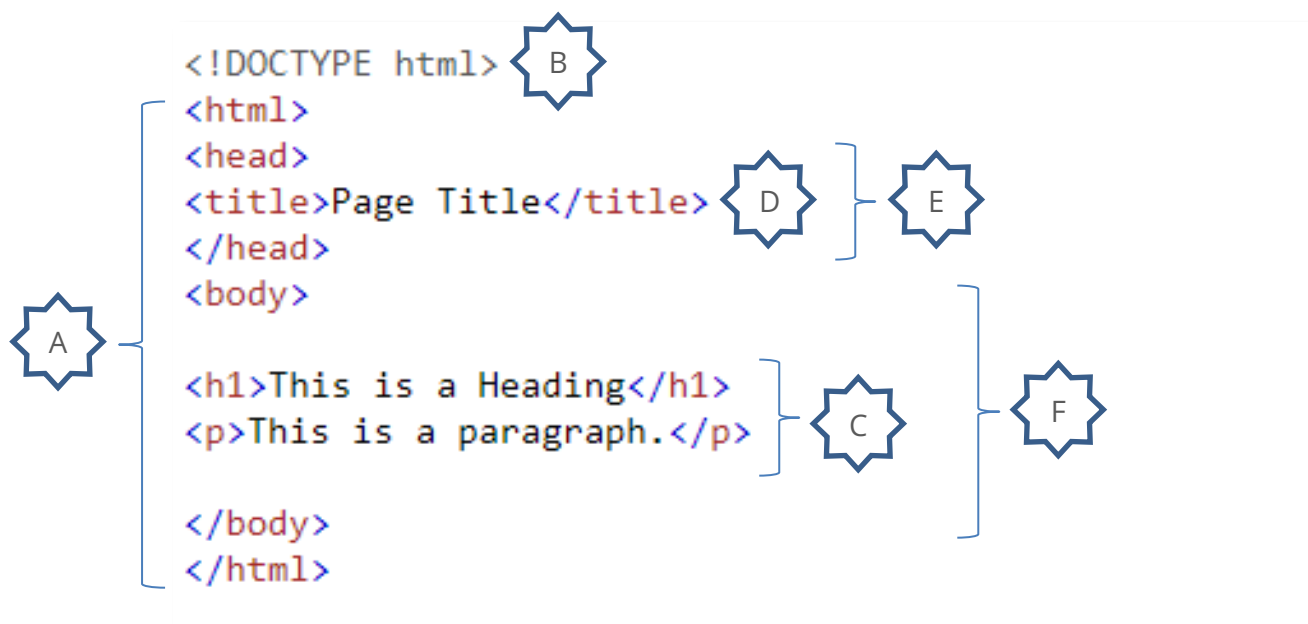 <!DOCTYPE html> B
<html>
<head>
<title>Page Title</title> D E
</head>
<body>
A
<h1>This is a Heading</h1>
<p>This is a paragraph.</p> C F
</body>
</html>